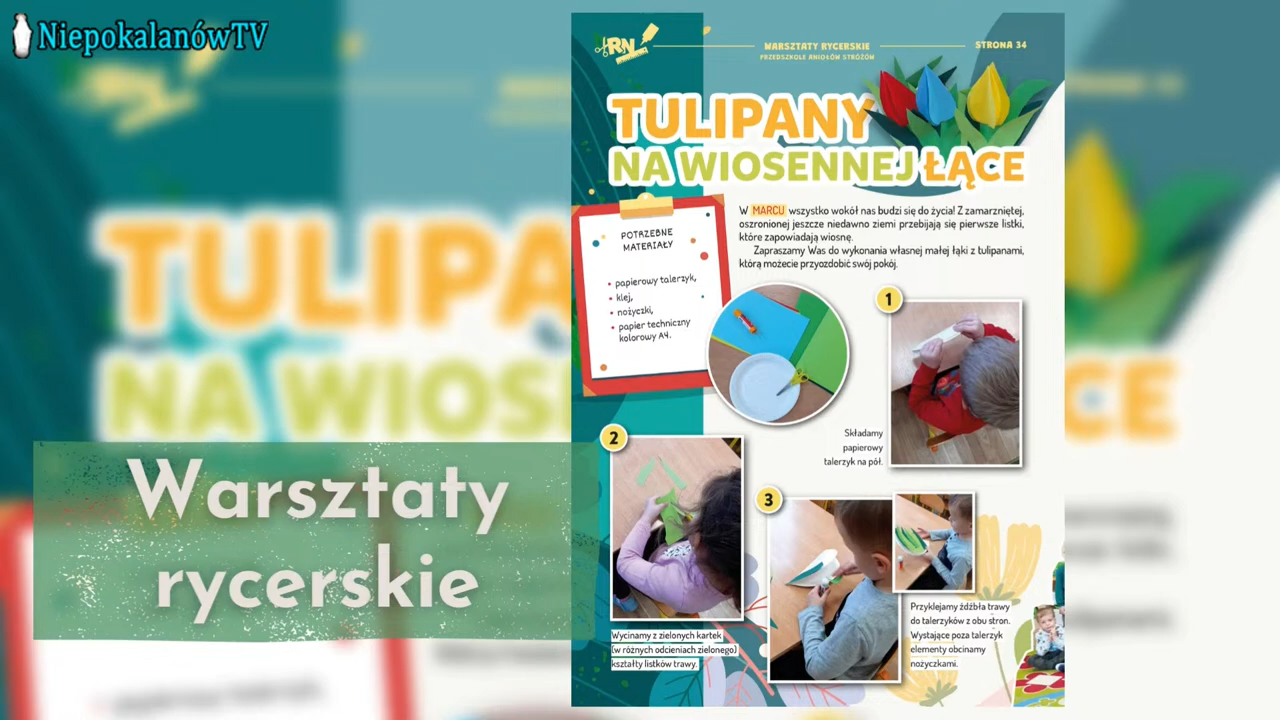 NiepokalanówTV
RN
WARSZTATY RYCERSKIE
PRZEDSZKOLE ANIOŁÓW STRÓŻÓW
STRONA 34
TULIPANY
NA WIOSENNEJ ŁĄCE
W MARCU wszystko wokół nas budzi się do życia! Z zamarzniętej,
oszronionej jeszcze niedawno ziemi przebijają się pierwsze listki,
które zapowiadają wiosnę.
Zapraszamy Was do wykonania własnej małej łąki z tulipanami,
którą możecie przyozdobić swój pokój.
POTRZEBNE
MATERIAŁY
• papierowy talerzyk,
• klej,
• nożyczki,
• papier techniczny
kolorowy A4.
1
Składamy
papierowy
talerzyk na pół.
2
Wycinamy z zielonych kartek
(w różnych odcieniach zielonego)
kształty listków trawy.
3
Przyklejamy źdźbła trawy
do talerzyków z obu stron.
Wystające poza talerzyk
elementy obcinamy
nożyczkami.
Warsztaty
rycerskie